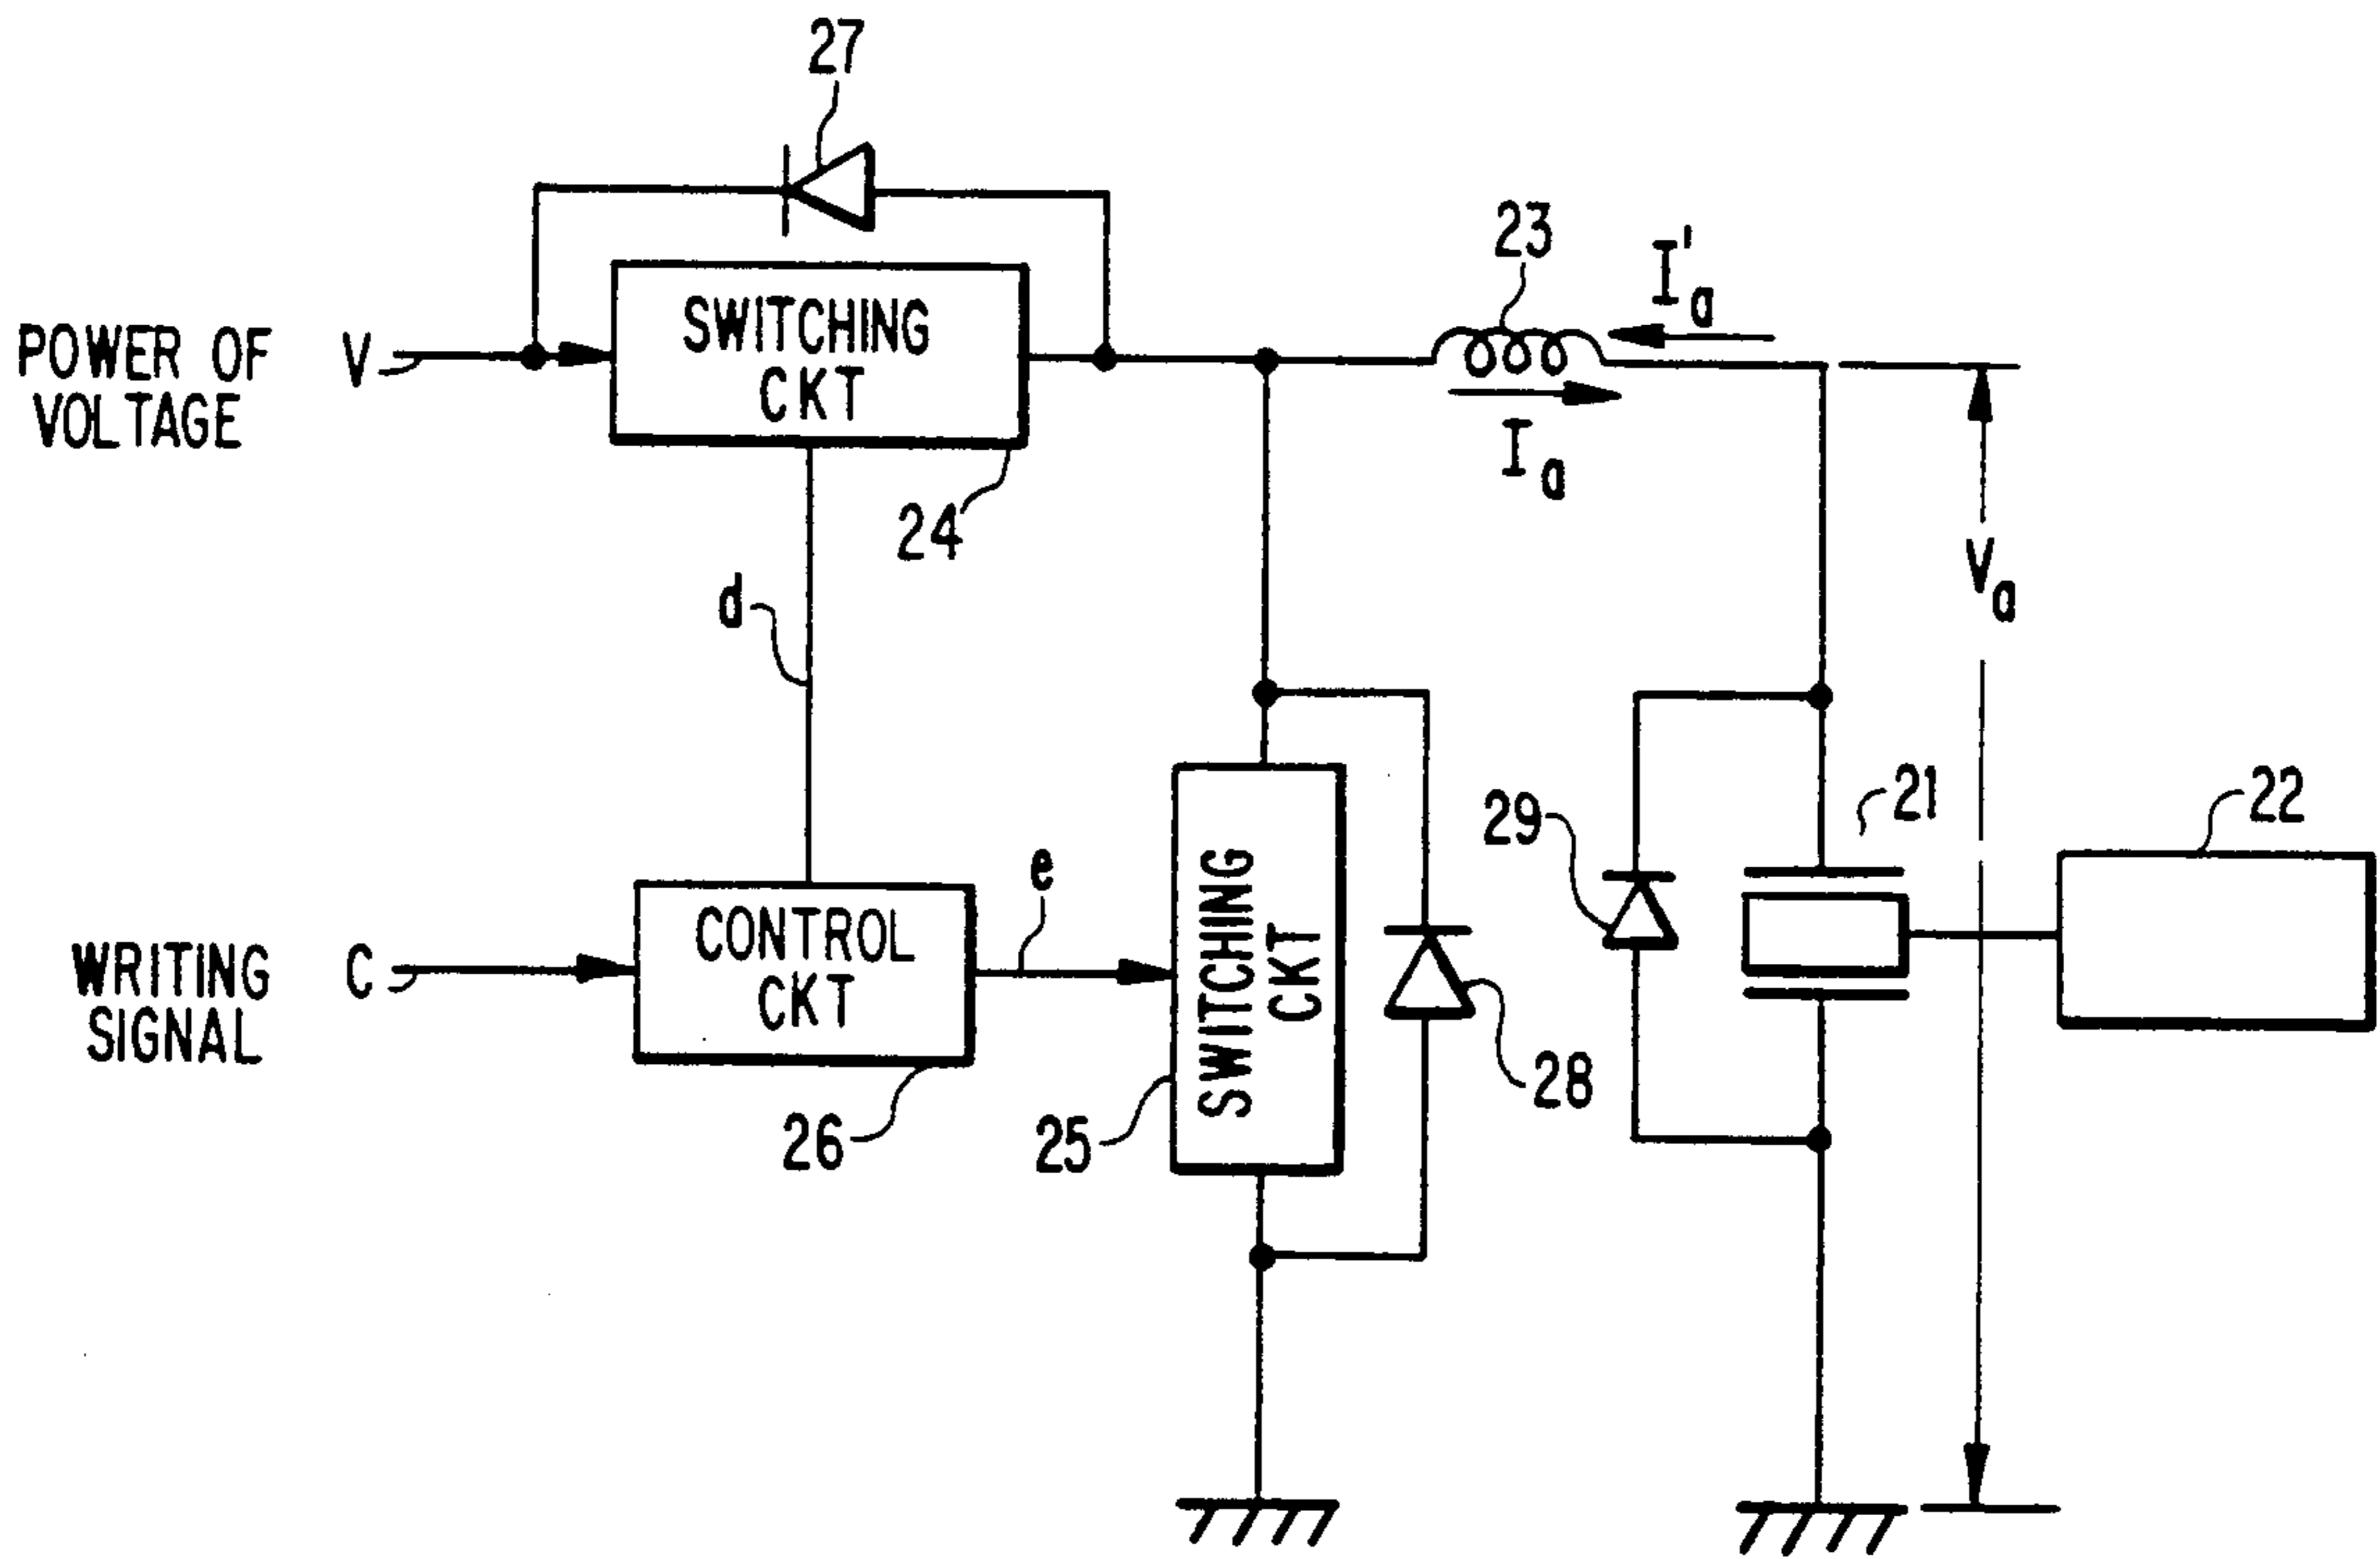 27
23
I'a
POWER OF
VOLTAGE
V
SWITCHING
CKT
Ia
24
Va
d
21
22
29
e
WRITING
SIGNAL
C
CONTROL
CKT
SWITCHING
CKT
28
26
25